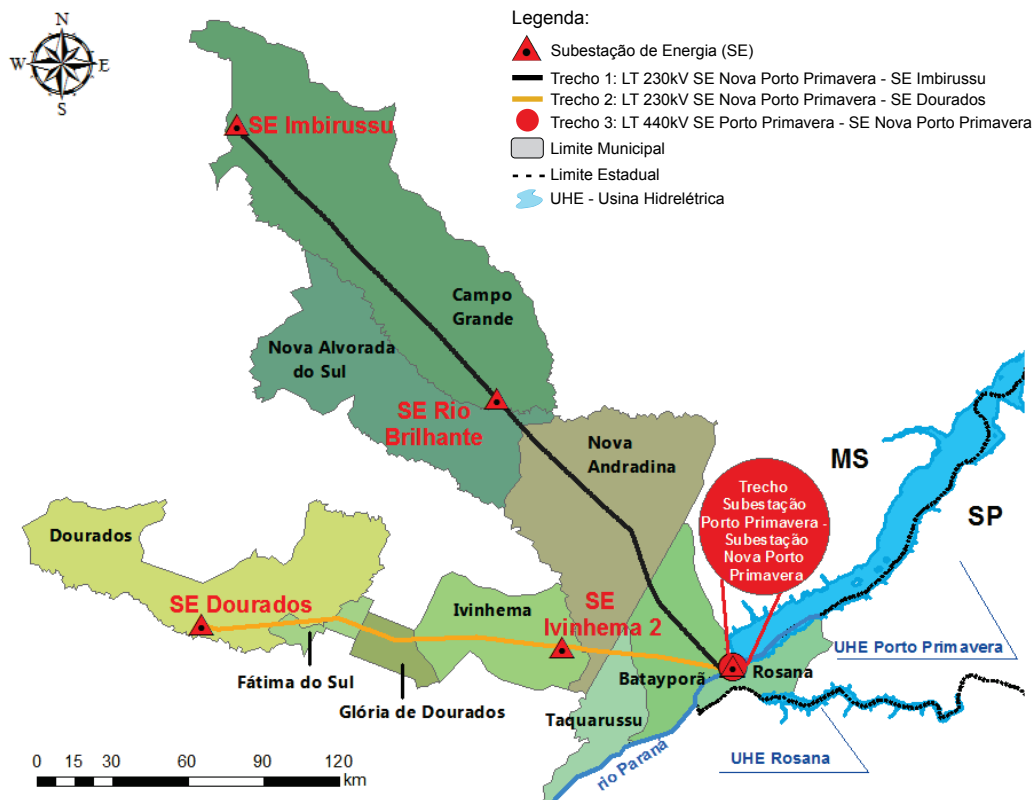 N
W E
S
Legenda:
Subestação de Energia (SE)
Trecho 1: LT 230kV SE Nova Porto Primavera - SE Imbirussu
Trecho 2: LT 230kV SE Nova Porto Primavera - SE Dourados
Trecho 3: LT 440kV SE Porto Primavera - SE Nova Porto Primavera
Limite Municipal
Limite Estadual
UHE - Usina Hidrelétrica
SE Imbirussu
Campo
Grande
Nova Alvorada
do Sul
SE Rio
Brilhante
Nova
Andradina
MS
SP
Trecho
Subestação
Porto Primavera -
Subestação
Nova Porto
Primavera
Dourados
SE Dourados
Ivinhema
SE
Ivinhema 2
UHE Porto Primavera
Fátima do Sul
Batayporã
Rosana
Glória de Dourados
Taquarussu
rio Paraná
UHE Rosana
0 15 30 60 90 120
km